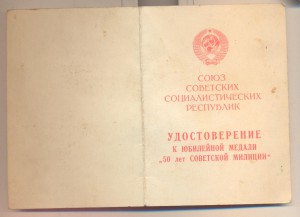 СОЮЗ
СОВЕТСКИХ
СОЦИАЛИСТИЧЕСКИХ
РЕСПУБЛИК
УДОСТОВЕРЕНИЕ
К ЮБИЛЕЙНОЙ МЕДАЛИ
„50 лет СОВЕТСКОЙ МИЛИЦИИ“